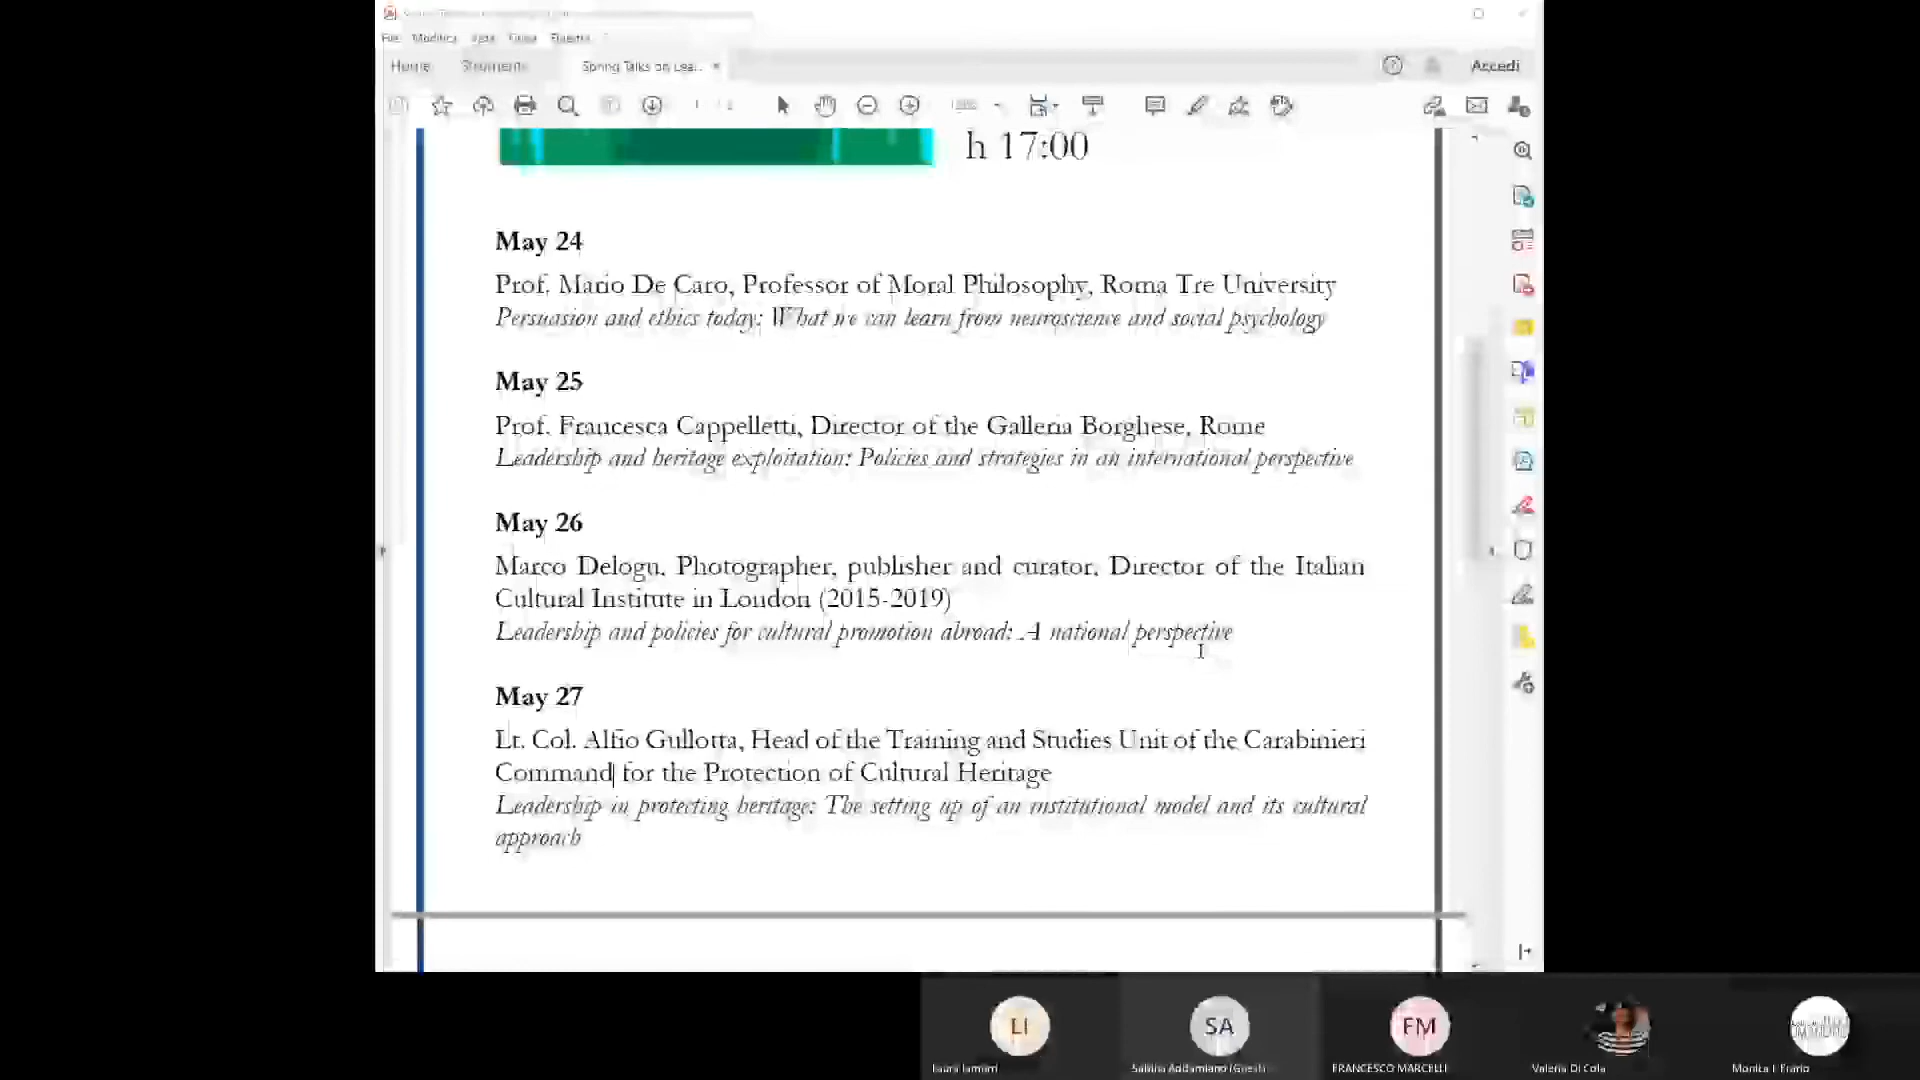 File Modifica
Home Strumenti Spring Talks on Lea... Accedi
h 17:00
May 24
Prof. Mario De Caro, Professor of Moral Philosophy, Roma Tre University
Persuasion and ethics today: What we can learn from neuroscience and social psychology
May 25
Prof. Francesca Cappelletti, Director of the Galleria Borghese, Rome
Leadership and heritage exploitation: Policies and strategies in an international perspective
May 26
Marco Delogu, Photographer, publisher and curator, Director of the Italian
Cultural Institute in London (2015-2019)
Leadership and policies for cultural promotion abroad: A national perspective
May 27
Lt. Col. Alfio Gullotta, Head of the Training and Studies Unit of the Carabinieri
Command for the Protection of Cultural Heritage
Leadership in protecting heritage: The setting up of an institutional model and its cultural
approach
LI SA FM
FRANCESCO MARCELLI Valeria Di Cola